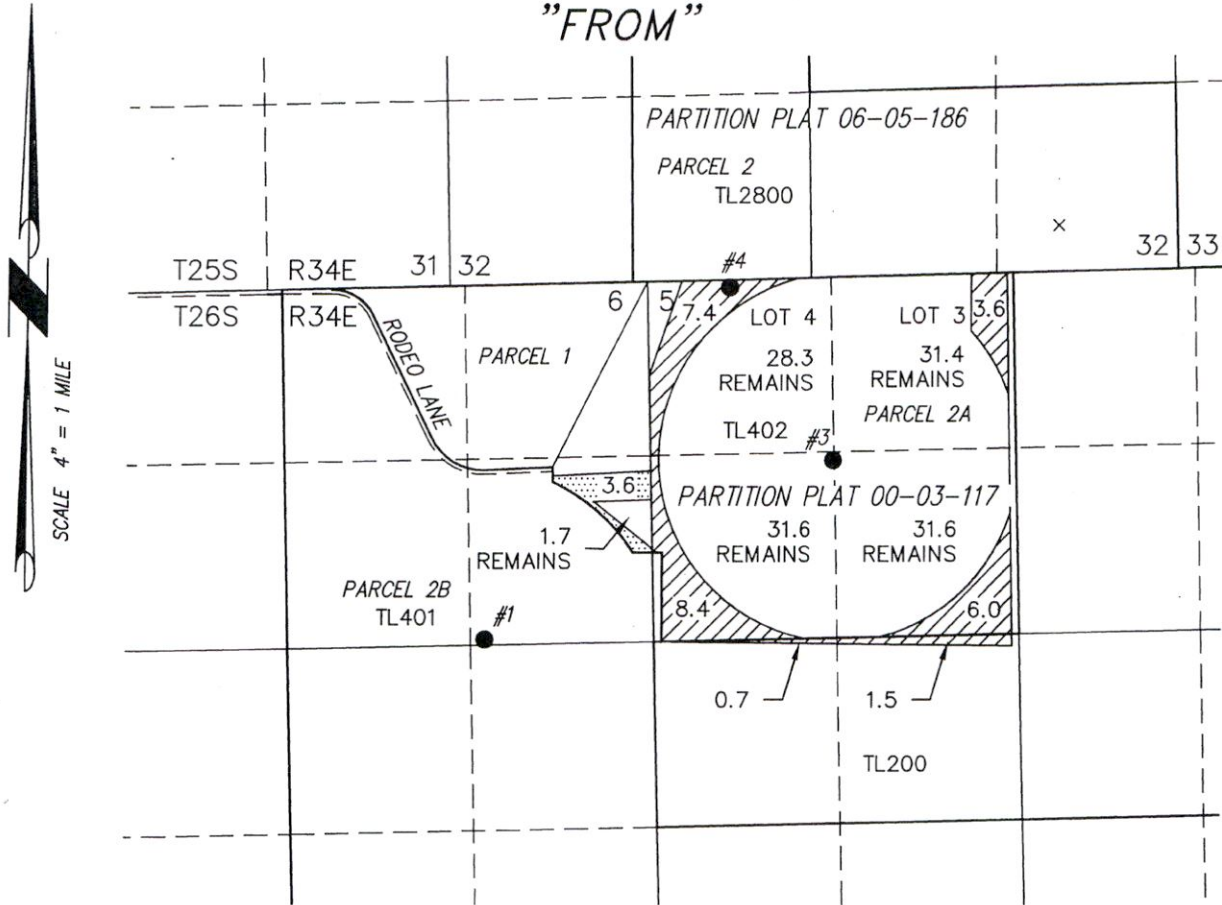 "FROM"
PARTITION PLAT 06-05-186
PARCEL 2
TL2800
T25S R34E 31 32
32 33
T26S R34E
#4
6 5
7.4
LOT 4
LOT 3
3.6
RODEO LANE
PARCEL 1
28.3
REMAINS
31.4
REMAINS
PARCEL 2A
TL402
#3
SCALE 4" = 1 MILE
3.6
PARTITION PLAT 00-03-117
1.7
REMAINS
31.6
REMAINS
31.6
REMAINS
PARCEL 2B
TL401
#1
8.4
6.0
0.7
1.5
TL200